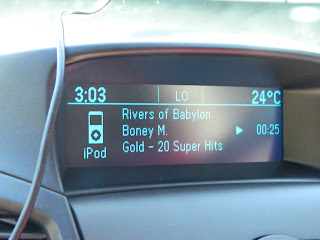 3:03 LO 24°C
Rivers of Babylon
Boney M. 00:25
Gold - 20 Super Hits
iPod